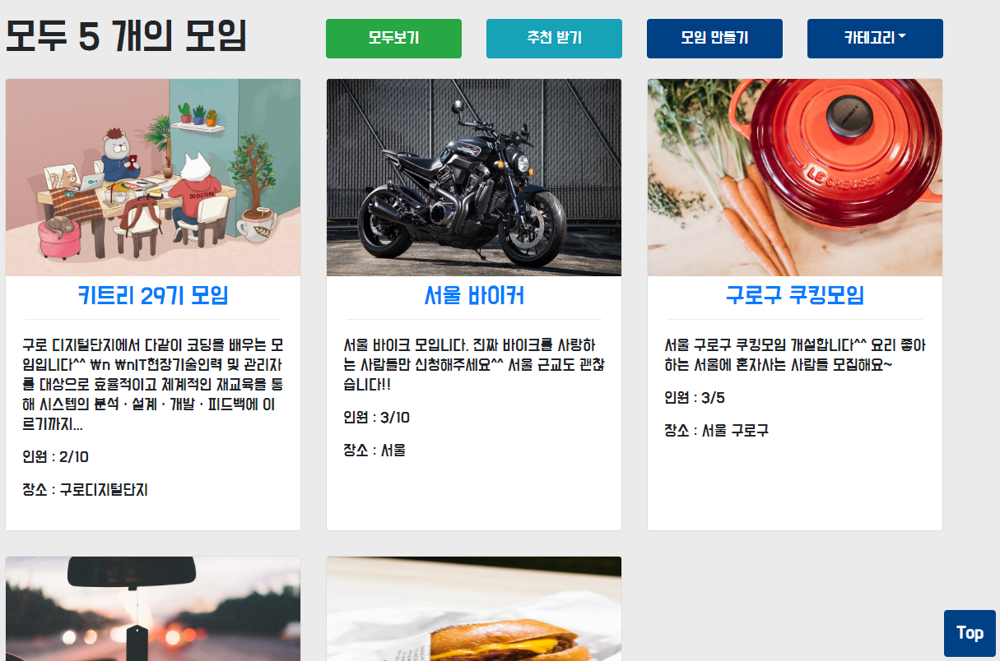 모두 5 개의 모임
모두보기
추천 받기
모임 만들기
카테고리
DO DISTURB
LE CREUSET
키트리 29기 모임
구로 디지털단지에서 다같이 코딩을 배우는 모
임입니다^^ ₩n ₩nIT현장기술인력 및 관리자
를 대상으로 효율적이고 체계적인 재교육을 통
해 시스템의 분석 · 설계 · 개발 · 피드백에 이
르기까지...
인원 : 2/10
장소 : 구로디지털단지
서울 바이커
서울 바이크 모입니다. 진짜 바이크를 사랑하
는 사람들만 신청해주세요^^ 서울 근교도 괜찮
습니다!!
인원 : 3/10
장소 : 서울
구로구 쿠킹모임
서울 구로구 쿠킹모임 개설합니다^^ 요리 좋아
하는 서울에 혼자사는 사람들 모집해요~
인원 : 3/5
장소 : 서울 구로구
Top